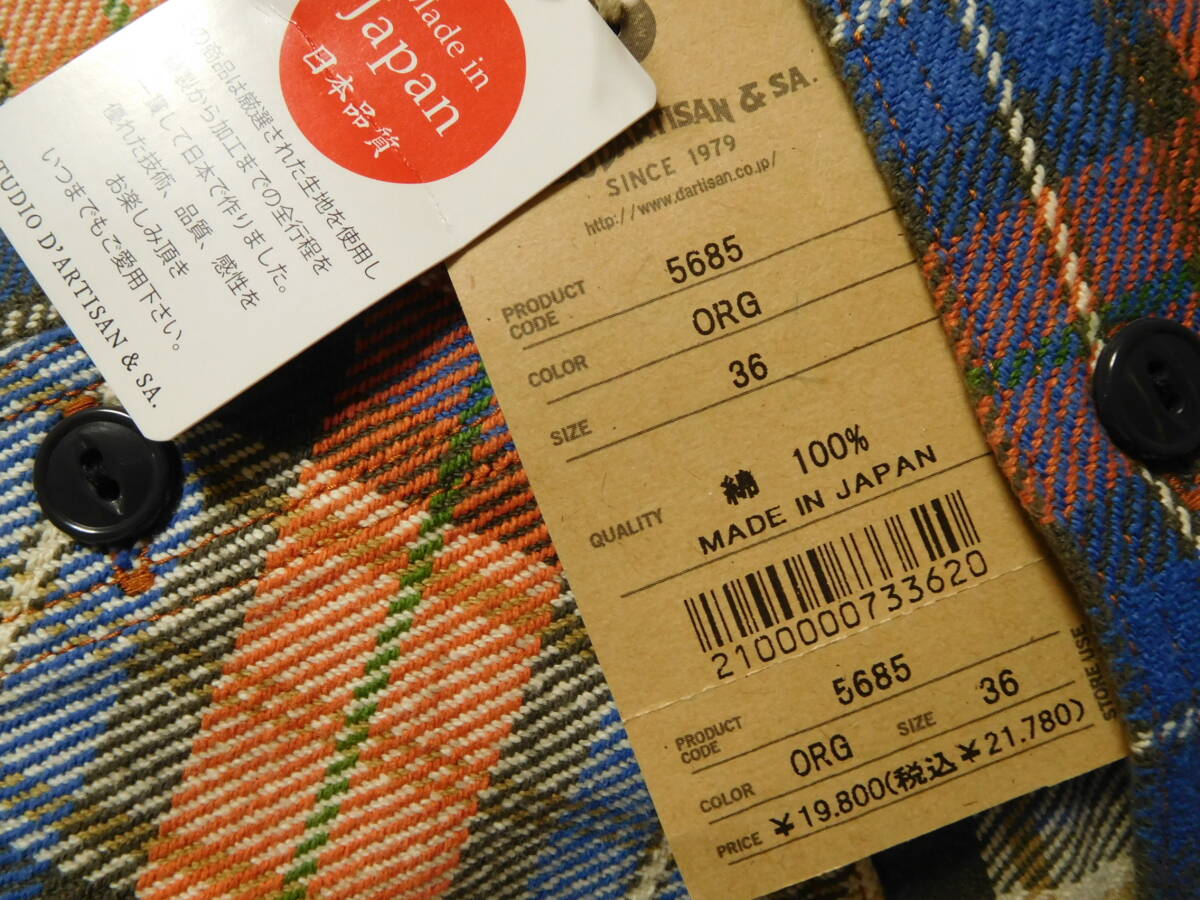 Made in
Japan
日本品質
の商品は厳選された生地を使用し
製から加工までの全行程を
一貫して日本で作りました。
優れた技術、品質、感性を
お楽しみ頂き
いつまでもご愛用下さい。
TUDIO D'ARTISAN & SA.
D'ARTISAN & SA.
SINCE 1979
http://www.dartisan.co.jp/
PRODUCT CODE 5685
COLOR ORG
SIZE 36
QUALITY 綿 100%
MADE IN JAPAN
2100000733620
STORE USE
PRODUCT CODE 5685
COLOR ORG SIZE 36
PRICE ¥19.800(税込¥21.780)